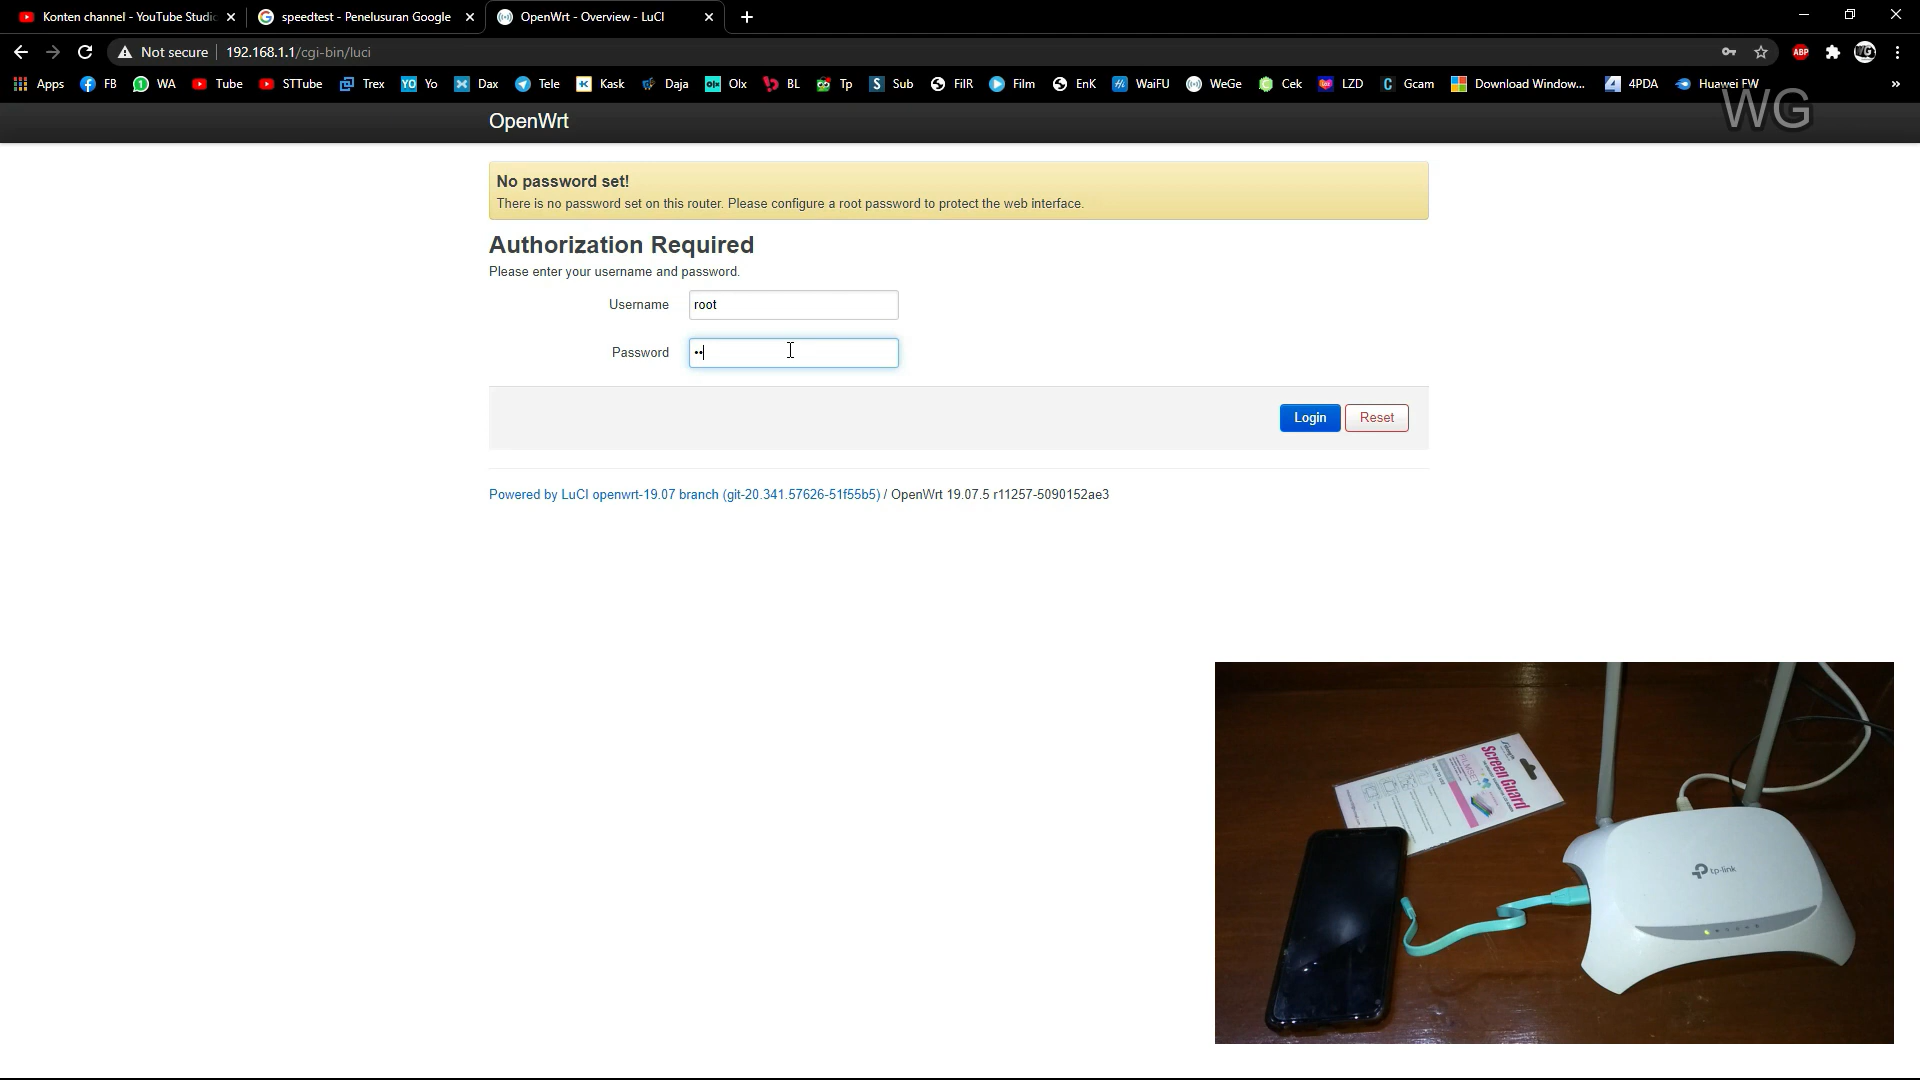 Konten channel - YouTube Studio
speedtest - Penelusuran Google
OpenWrt - Overview - LuCI
Not secure
192.168.1.1/cgi-bin/luci
ABP
Apps FB WA Tube STTube Trex Yo Dax Tele Kask Daja Olx BL Tp Sub FilR Film EnK WaiFU WeGe Cek LZD Gcam Download Window... 4PDA Huawei FW »
WG
OpenWrt
No password set!
There is no password set on this router. Please configure a root password to protect the web interface.
Authorization Required
Please enter your username and password.
Username root
Password ••
Login Reset
Powered by LuCI openwrt-19.07 branch (git-20.341.57626-51f55b5) / OpenWrt 19.07.5 r11257-5090152ae3
Screen Guard
HOW TO USE
tp-link